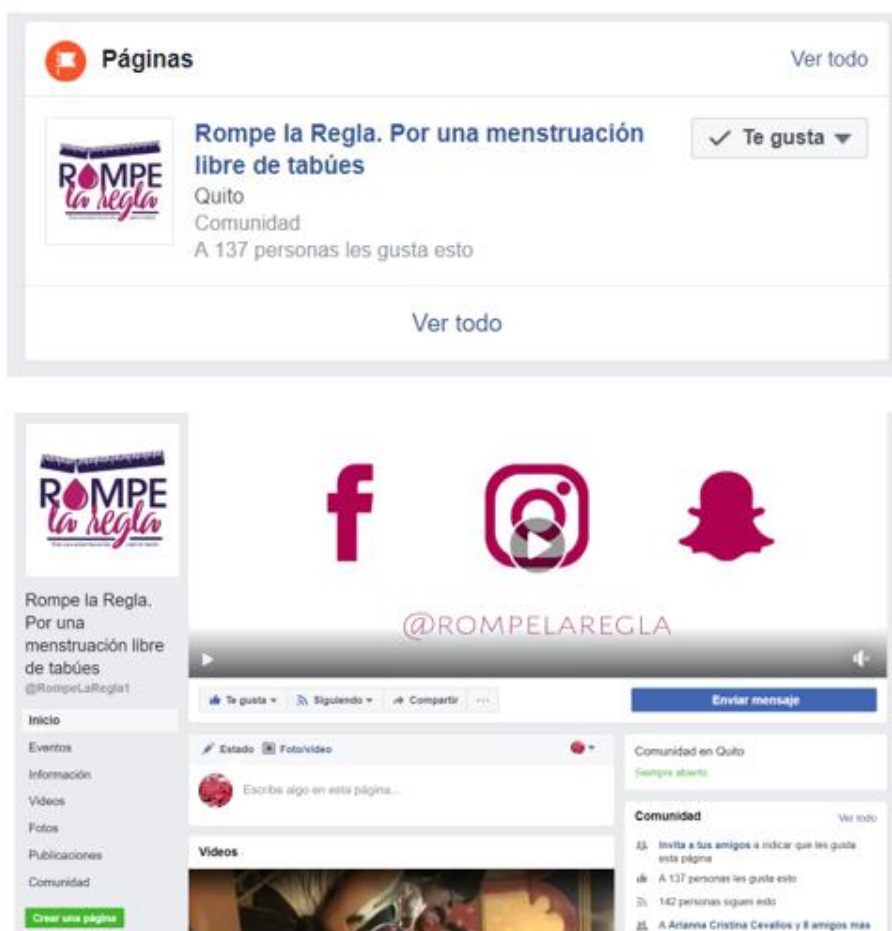 Páginas
Ver todo
Rompe la Regla. Por una menstruación
libre de tabúes
Te gusta
Quito
Comunidad
A 137 personas les gusta esto
ROMPE
la regla
Ver todo
ROMPE
la regla
f
@ROMPELAREGLA
Rompe la Regla.
Por una
menstruación libre
de tabúes
@RompeLaRegla1
Te gusta
Siguiendo
Compartir
Enviar mensaje
Inicio
Eventos
Información
Videos
Fotos
Publicaciones
Comunidad
Crear una página
Estado
Foto/video
Escribe algo en esta página...
Videos
Comunidad en Quito
Siempre abierto
Comunidad
Ver todo
Invita a tus amigos a indicar que les gusta
esta página
A 137 personas les gusta esto
142 personas siguen esto
A Arianna Cristina Cevallos y 8 amigos más